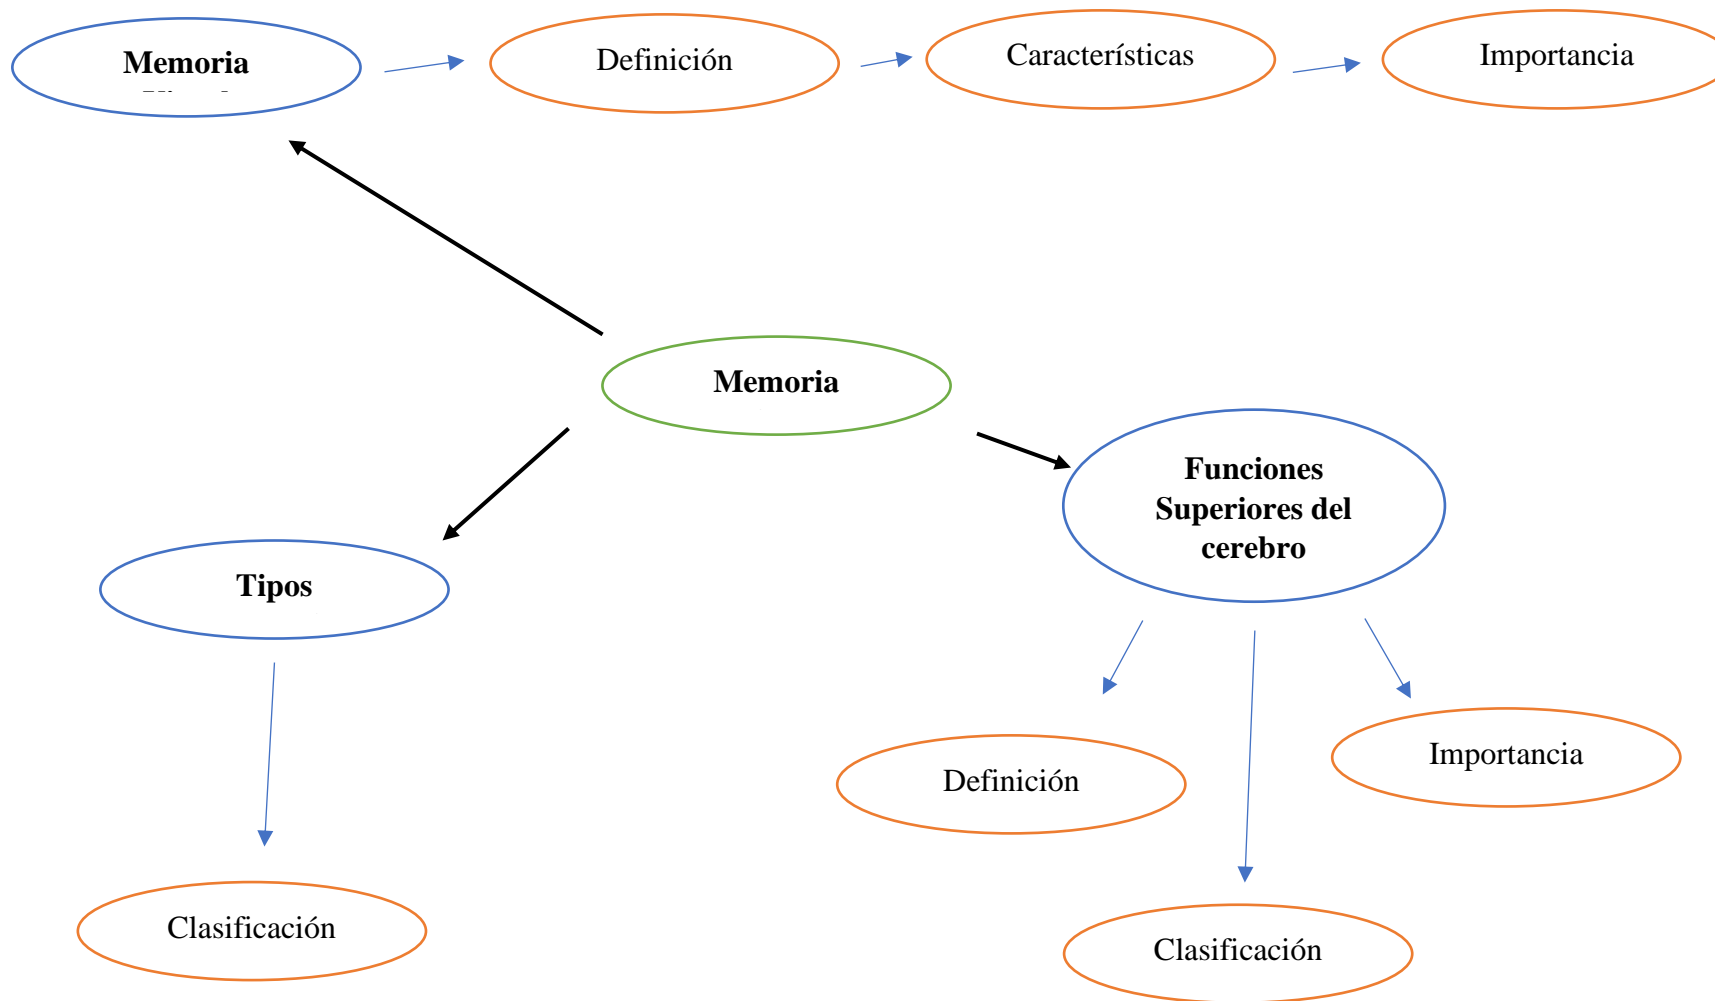 Memoria
Definición
Características
Importancia
Memoria
Funciones
Superiores del
cerebro
Tipos
Importancia
Definición
Clasificación
Clasificación